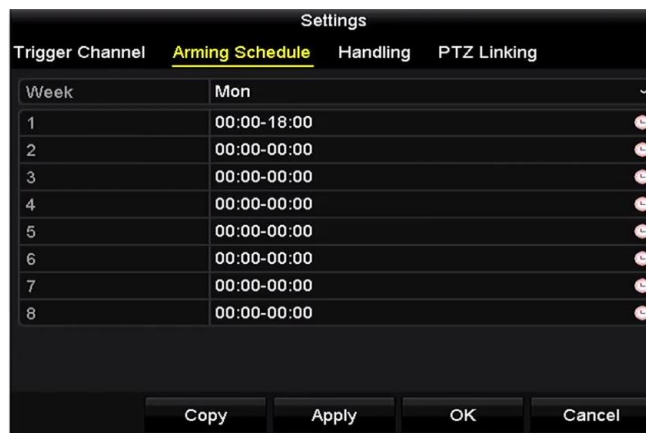 Settings
Trigger Channel Arming Schedule Handling PTZ Linking
Week Mon
1 00:00-18:00
2 00:00-00:00
3 00:00-00:00
4 00:00-00:00
5 00:00-00:00
6 00:00-00:00
7 00:00-00:00
8 00:00-00:00
Copy Apply OK Cancel